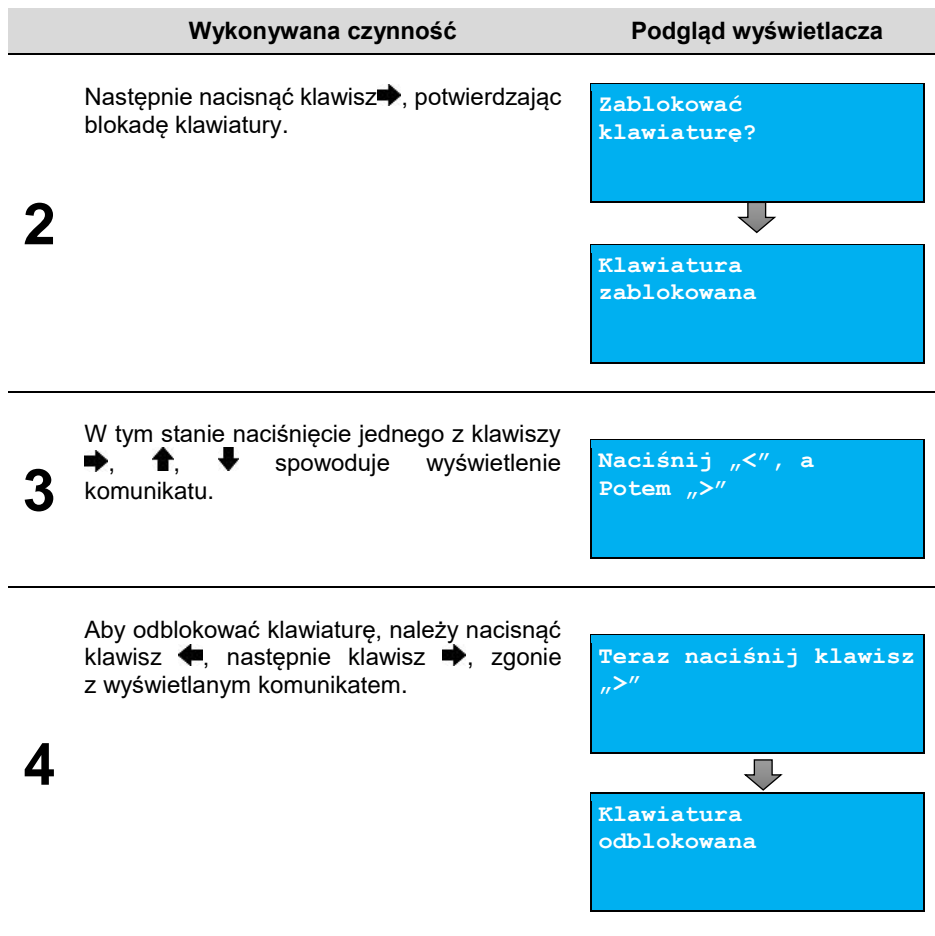 Wykonywana czynność Podgląd wyświetlacza
2
Następnie nacisnąć klawisz➡, potwierdzając
blokadę klawiatury.
Zablokować
klawiaturę?
Klawiatura
zablokowana
3
W tym stanie naciśnięcie jednego z klawiszy
➡, ⬆, ⬇ spowoduje wyświetlenie
komunikatu.
Naciśnij „<”, a
Potem „>”
4
Aby odblokować klawiaturę, należy nacisnąć
klawisz ⬅, następnie klawisz ➡, zgonie
z wyświetlanym komunikatem.
Teraz naciśnij klawisz
„>”
Klawiatura
odblokowana